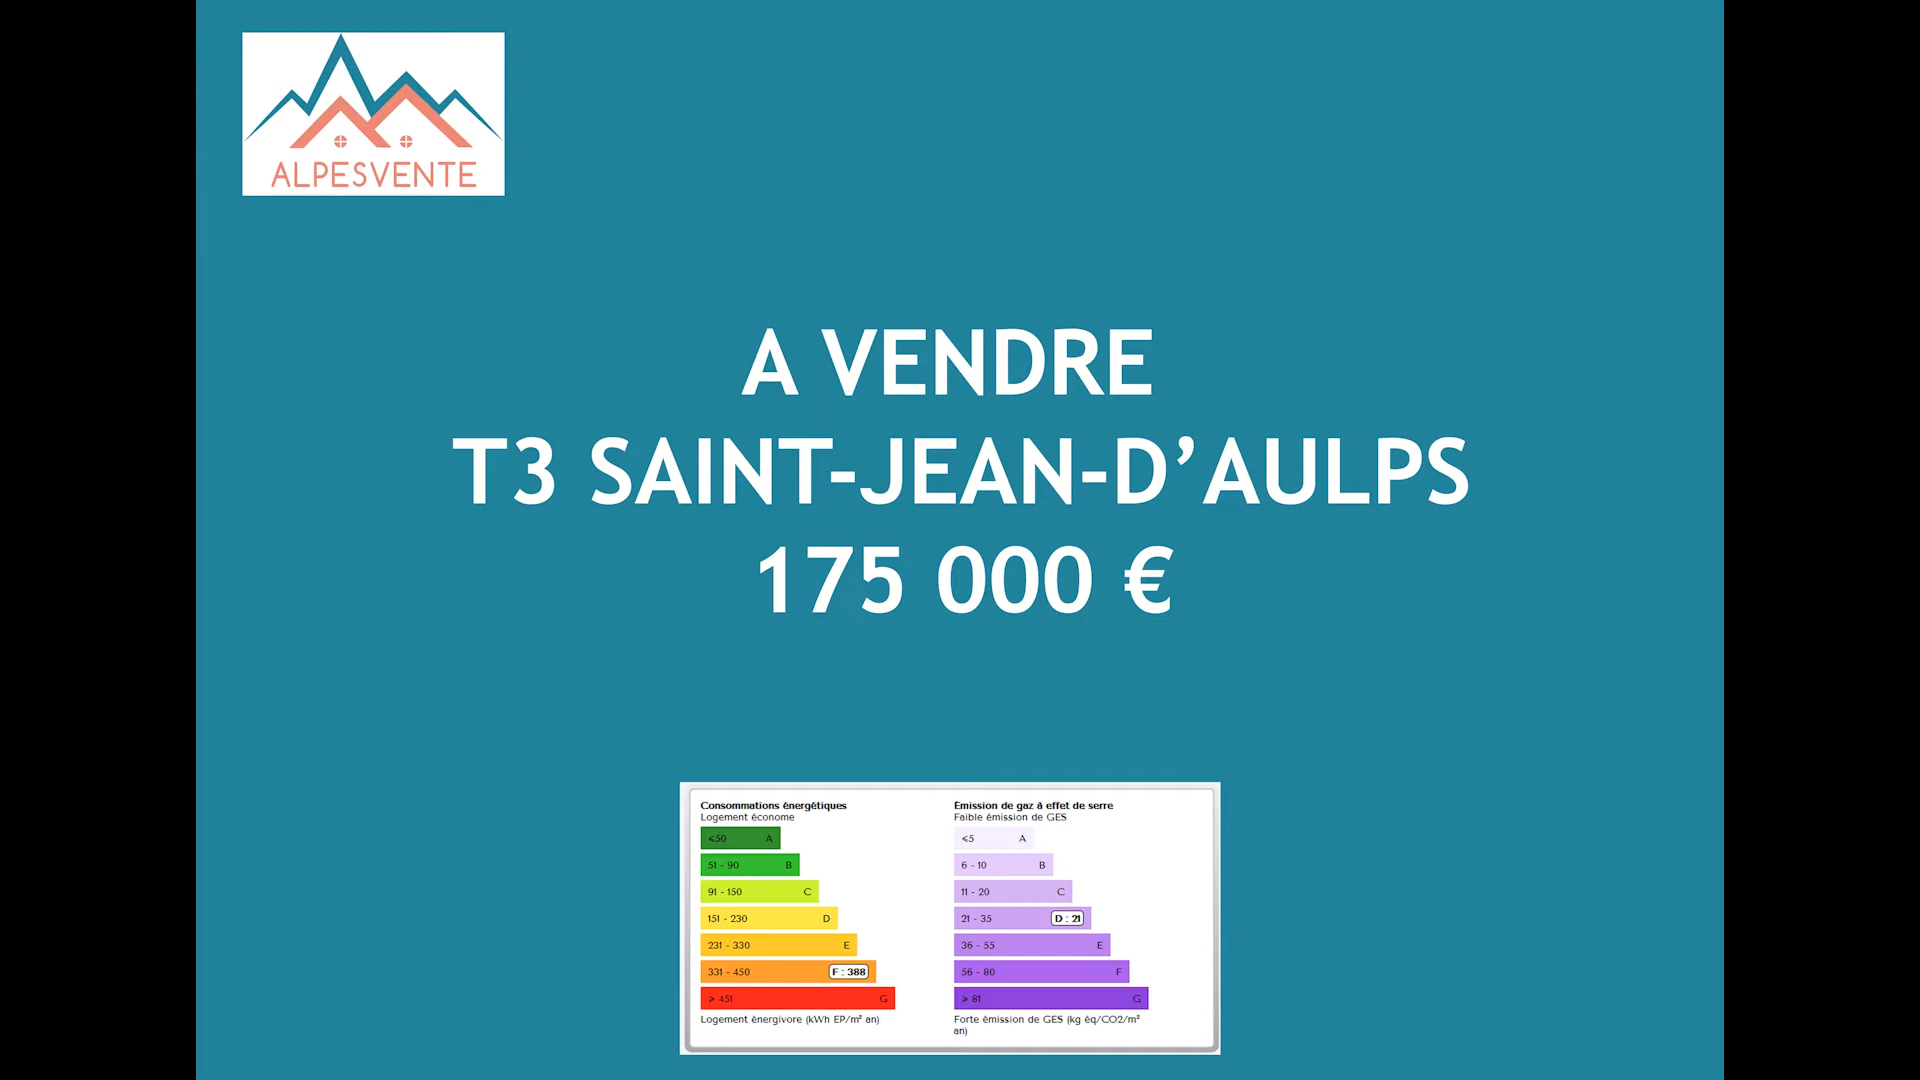 ALPESVENTE
A VENDRE
T3 SAINT-JEAN-D’AULPS
175 000 €
Consommations énergétiques
Logement économe
≤50 A
51 - 90 B
91 - 150 C
151 - 230 D
231 - 330 E
331 - 450 F : 388
≥ 451 G
Logement énergivore (kWh EP/m² an)
Émission de gaz à effet de serre
Faible émission de GES
≤5 A
6 - 10 B
11 - 20 C
21 - 35 D : 21
36 - 55 E
56 - 80 F
≥ 81 G
Forte émission de GES (kg éq/CO2/m²
an)